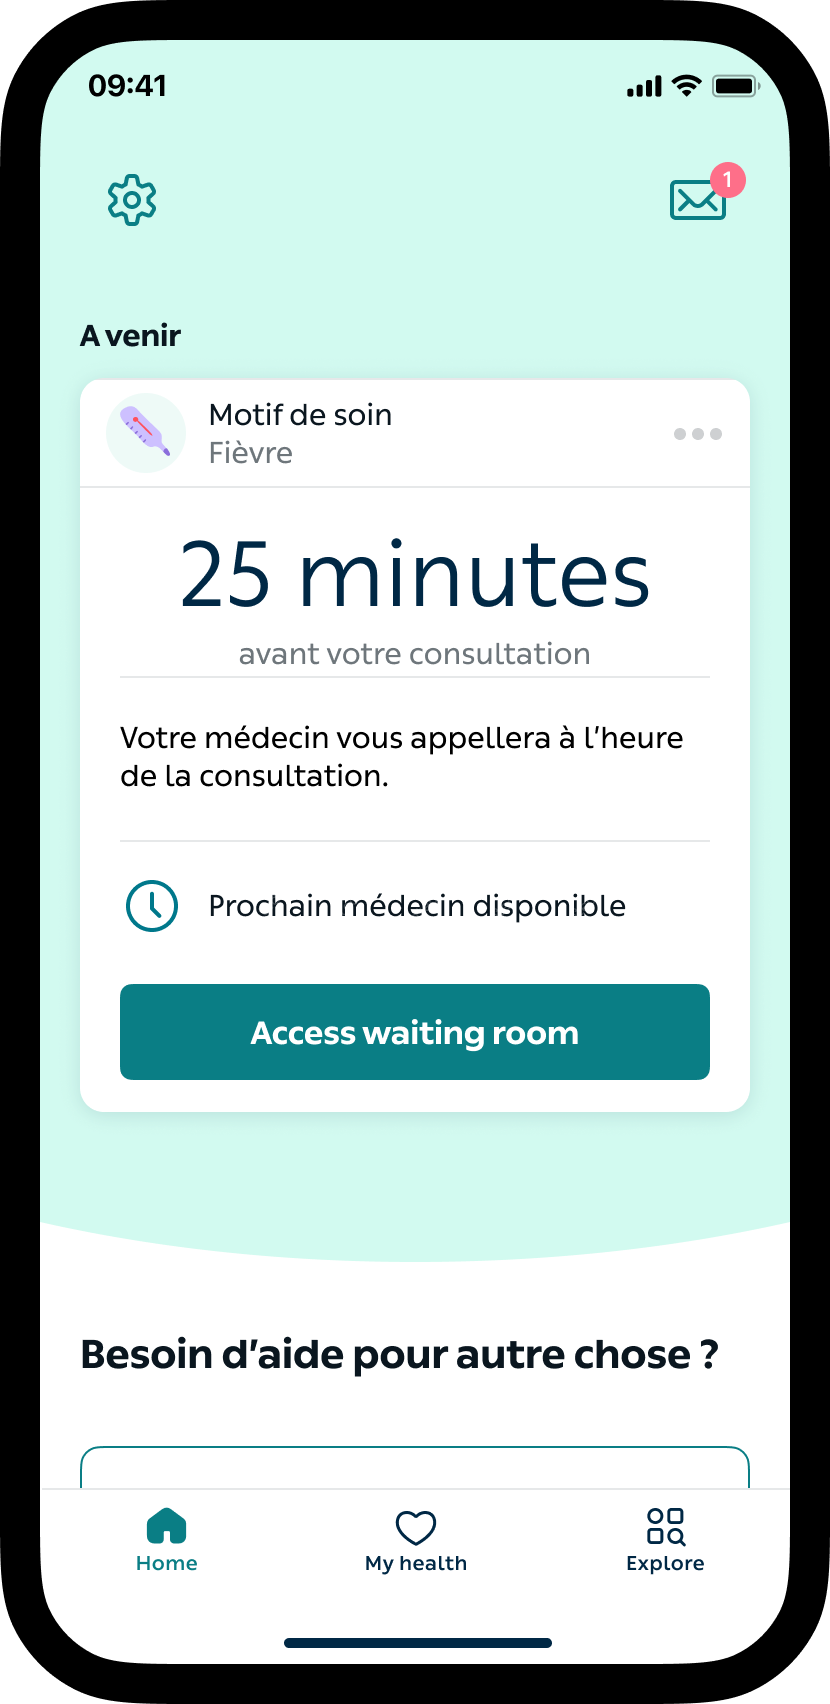 09:41
1
A venir
Motif de soin
Fièvre
25 minutes
avant votre consultation
Votre médecin vous appellera à l’heure
de la consultation.
Prochain médecin disponible
Access waiting room
Besoin d’aide pour autre chose ?
Home
My health
Explore